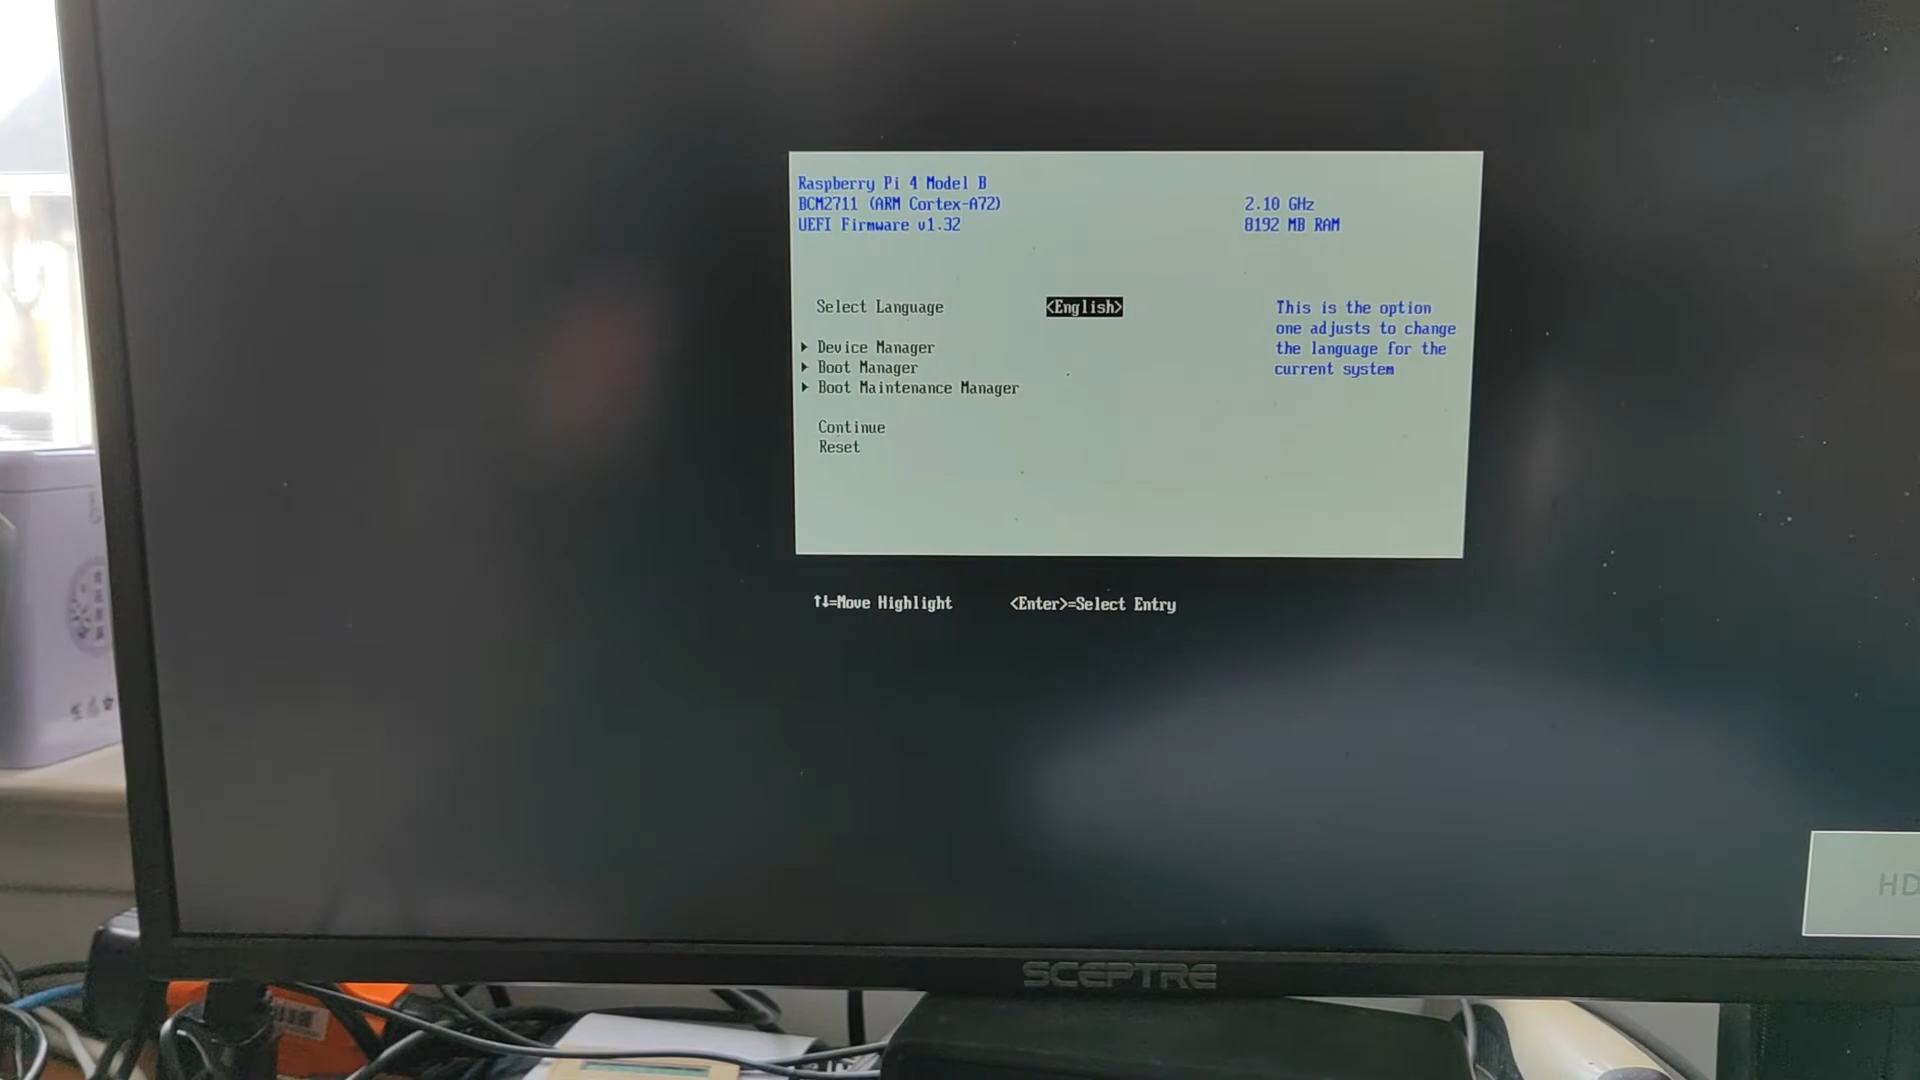 Raspberry Pi 4 Model B
BCM2711 (ARM Cortex-A72) 2.10 GHz
UEFI Firmware v1.32 8192 MB RAM
Select Language <English>
This is the option
one adjusts to change
the language for the
current system
▶ Device Manager
▶ Boot Manager
▶ Boot Maintenance Manager
Continue
Reset
↑↓=Move Highlight <Enter>=Select Entry
HD
SCEPTRE